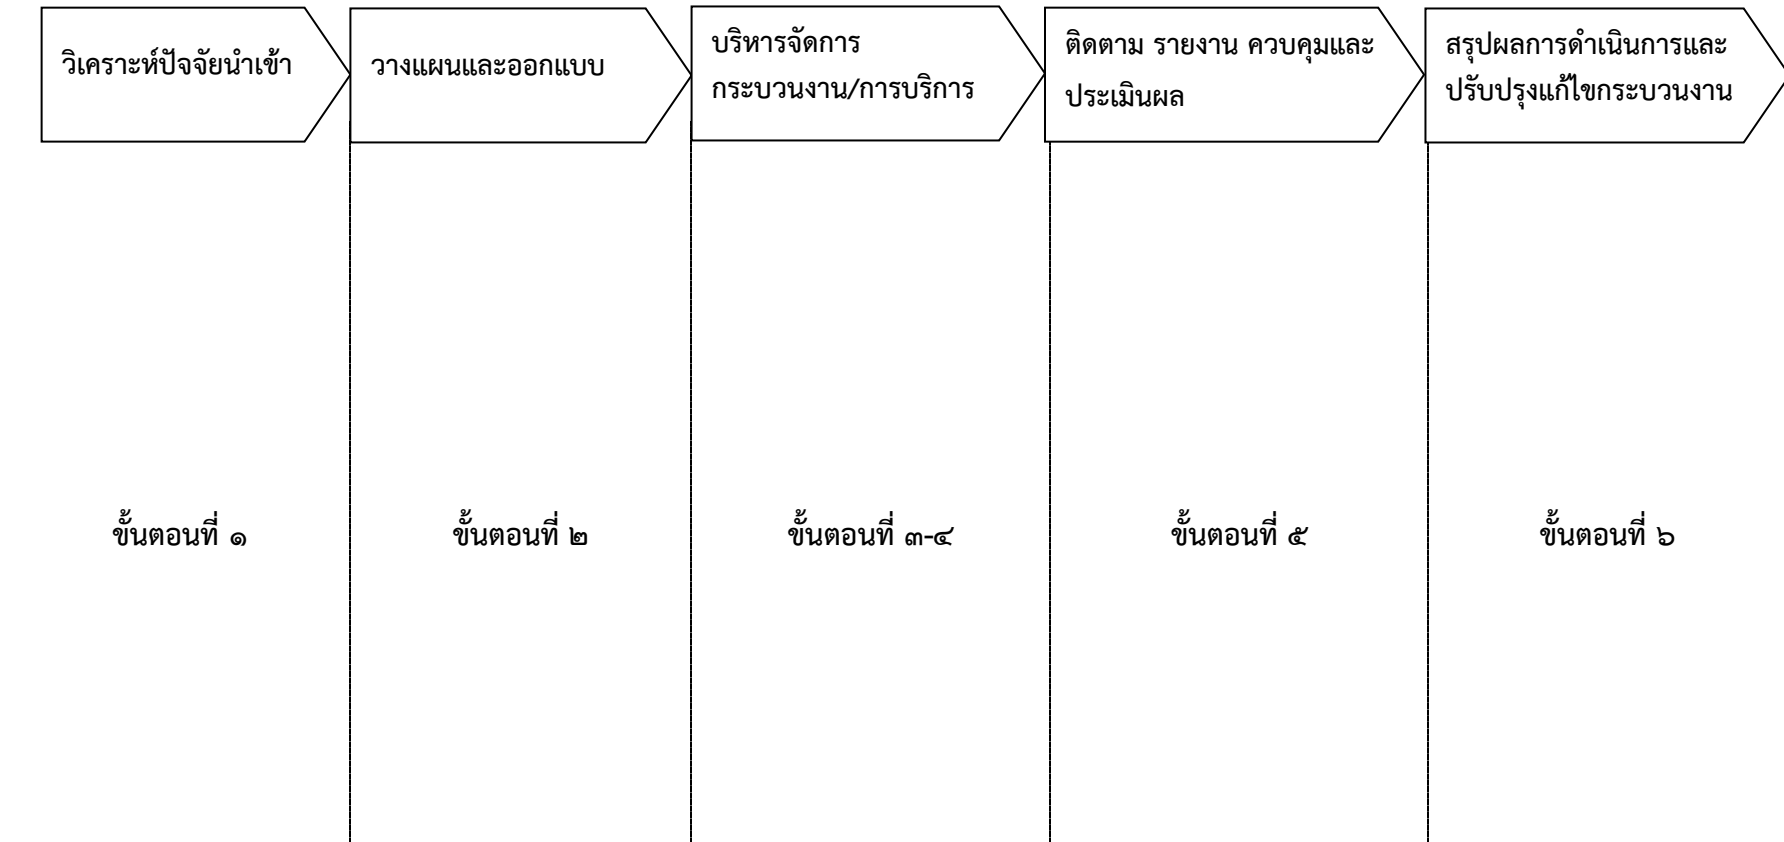 วิเคราะห์ปัจจัยนำเข้า
วางแผนและออกแบบ
บริหารจัดการ
กระบวนงาน/การบริการ
ติดตาม รายงาน ควบคุมและ
ประเมินผล
สรุปผลการดำเนินการและ
ปรับปรุงแก้ไขกระบวนงาน
ขั้นตอนที่ ๑
ขั้นตอนที่ ๒
ขั้นตอนที่ ๓-๔
ขั้นตอนที่ ๕
ขั้นตอนที่ ๖